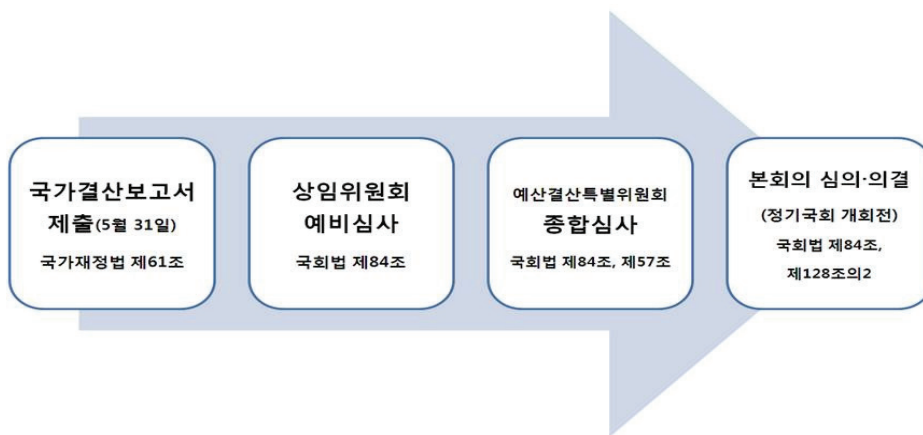 국가결산보고서
제출(5월 31일)
국가재정법 제61조
상임위원회
예비심사
국회법 제84조
예산결산특별위원회
종합심사
국회법 제84조, 제57조
본회의 심의·의결
(정기국회 개회전)
국회법 제84조,
제128조의2